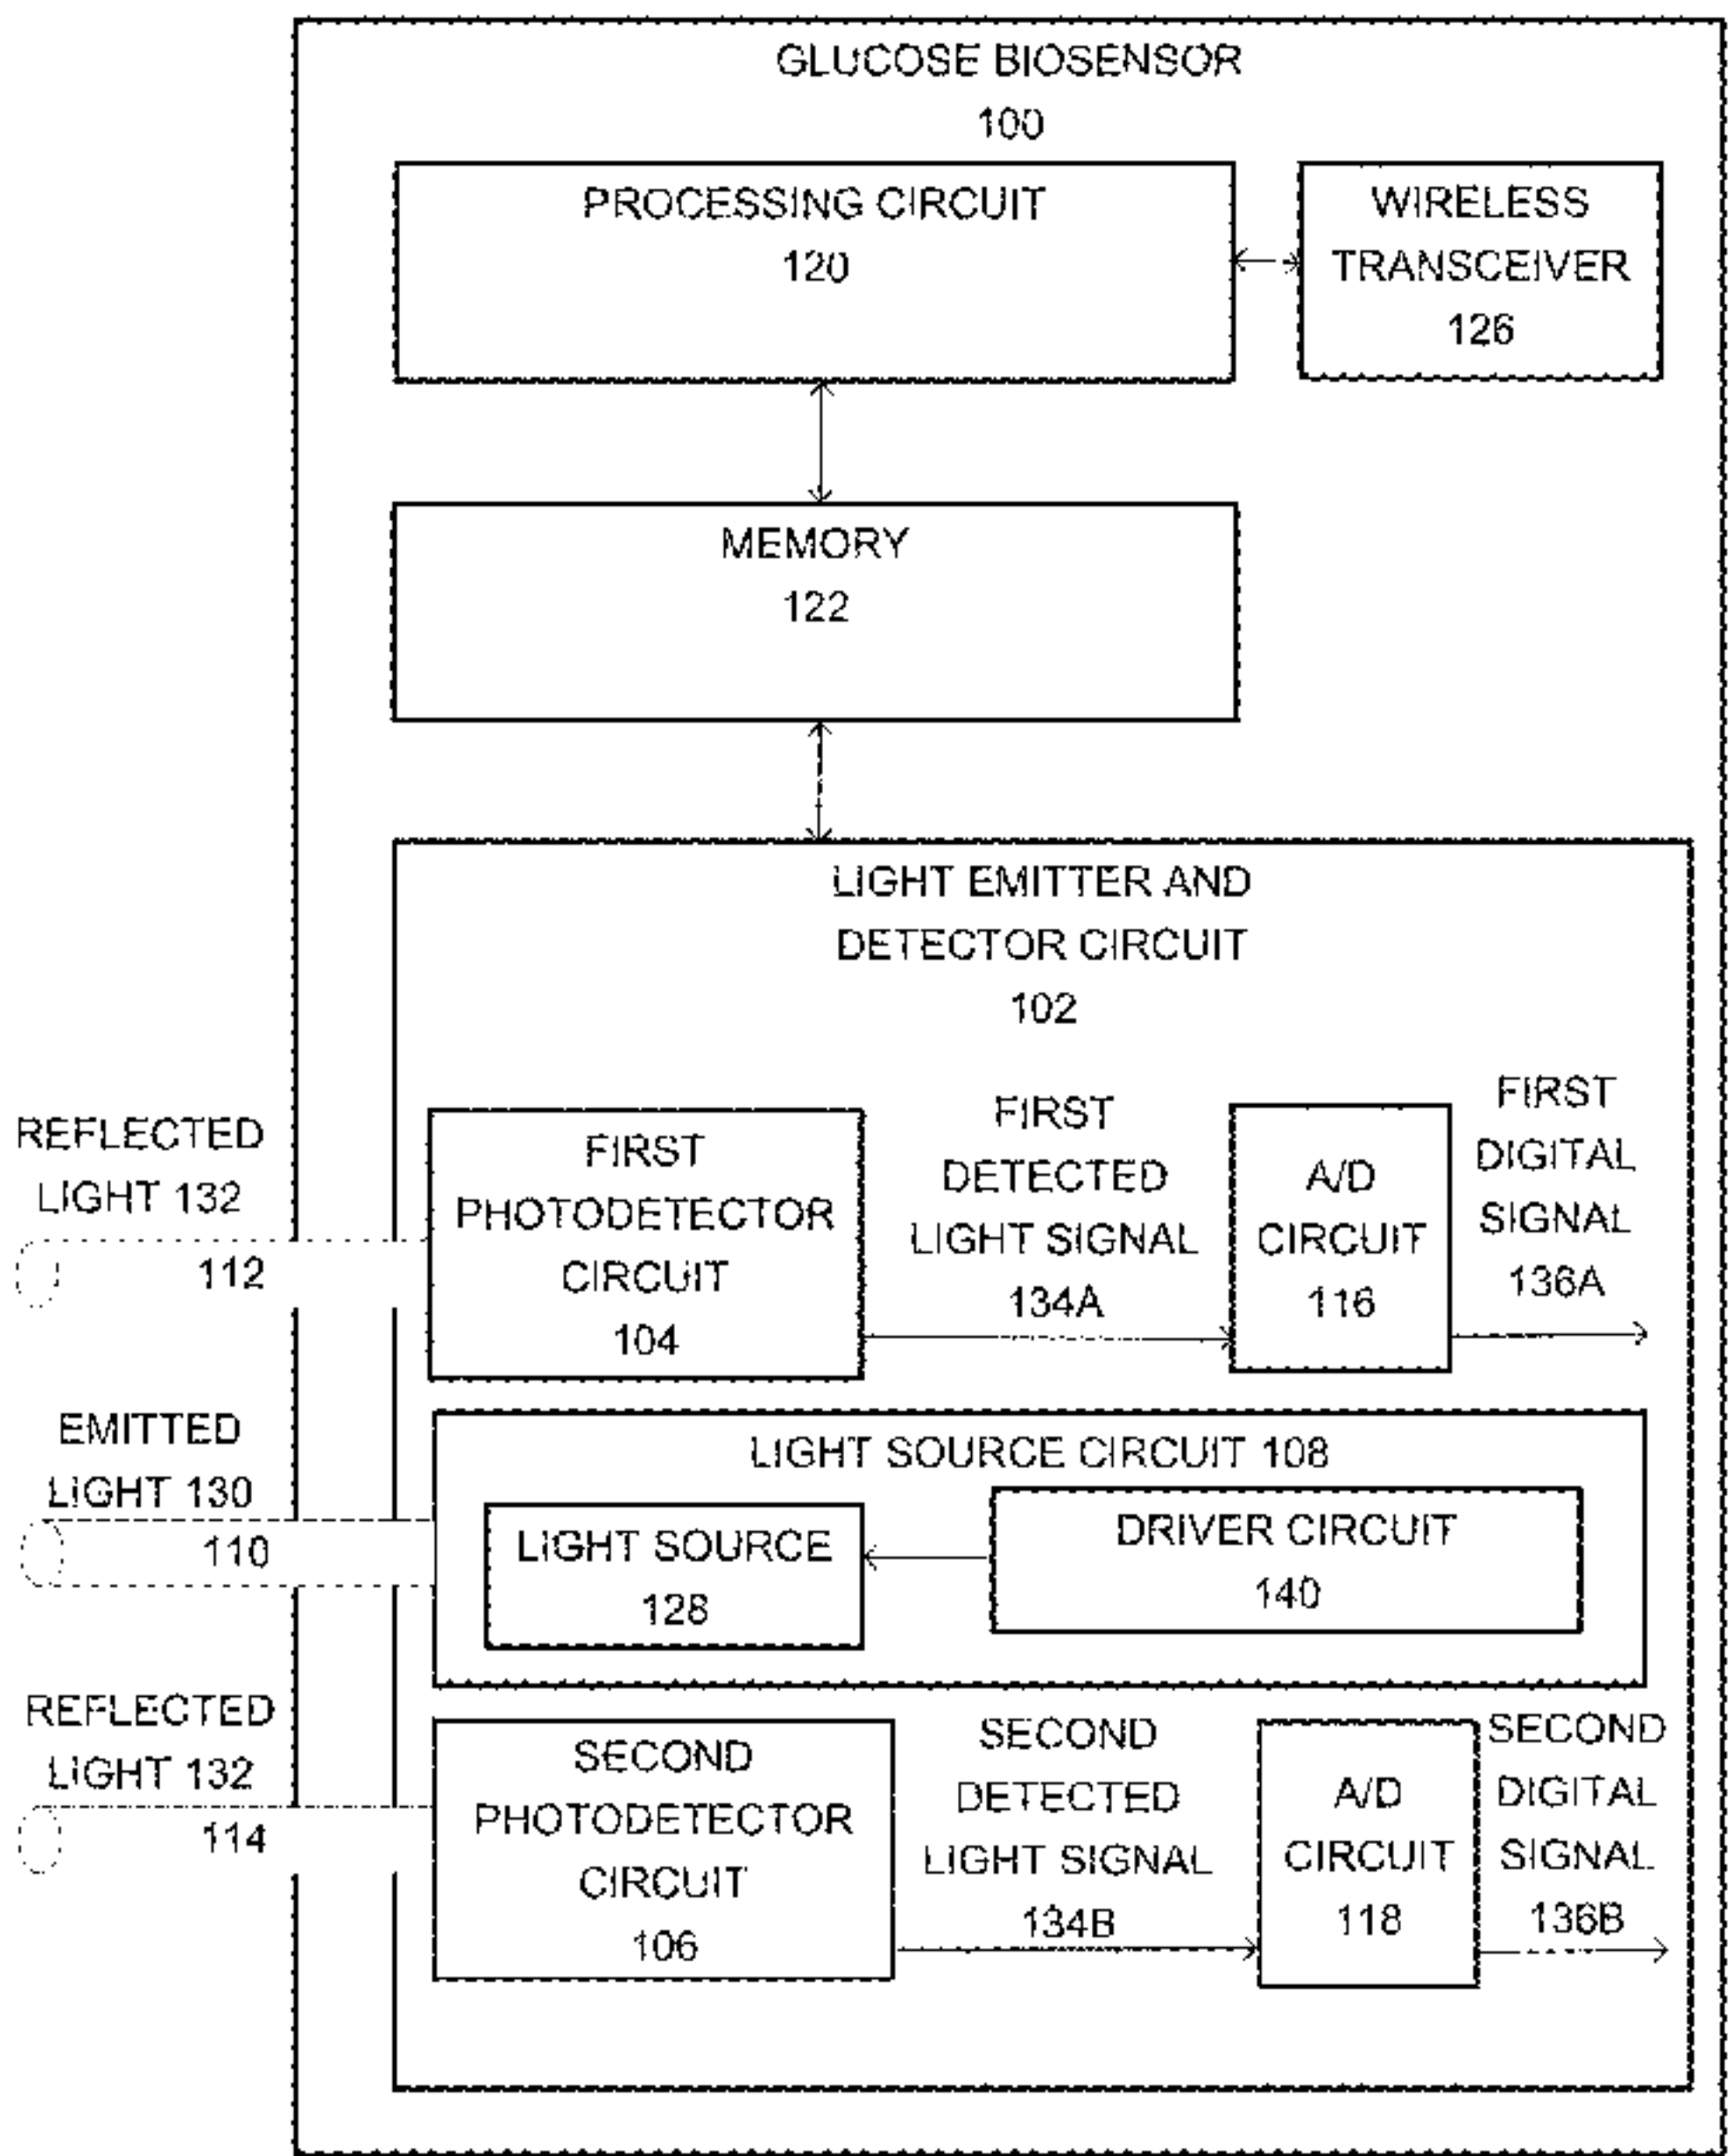 GLUCOSE BIOSENSOR
100
PROCESSING CIRCUIT
120
WIRELESS
TRANSCEIVER
126
MEMORY
122
LIGHT EMITTER AND
DETECTOR CIRCUIT
102
REFLECTED
LIGHT 132
112
FIRST
PHOTODETECTOR
CIRCUIT
104
FIRST
DETECTED
LIGHT SIGNAL
134A
A/D
CIRCUIT
116
FIRST
DIGITAL
SIGNAL
136A
EMITTED
LIGHT 130
110
LIGHT SOURCE CIRCUIT 108
LIGHT SOURCE
128
DRIVER CIRCUIT
140
REFLECTED
LIGHT 132
114
SECOND
PHOTODETECTOR
CIRCUIT
106
SECOND
DETECTED
LIGHT SIGNAL
134B
A/D
CIRCUIT
118
SECOND
DIGITAL
SIGNAL
136B